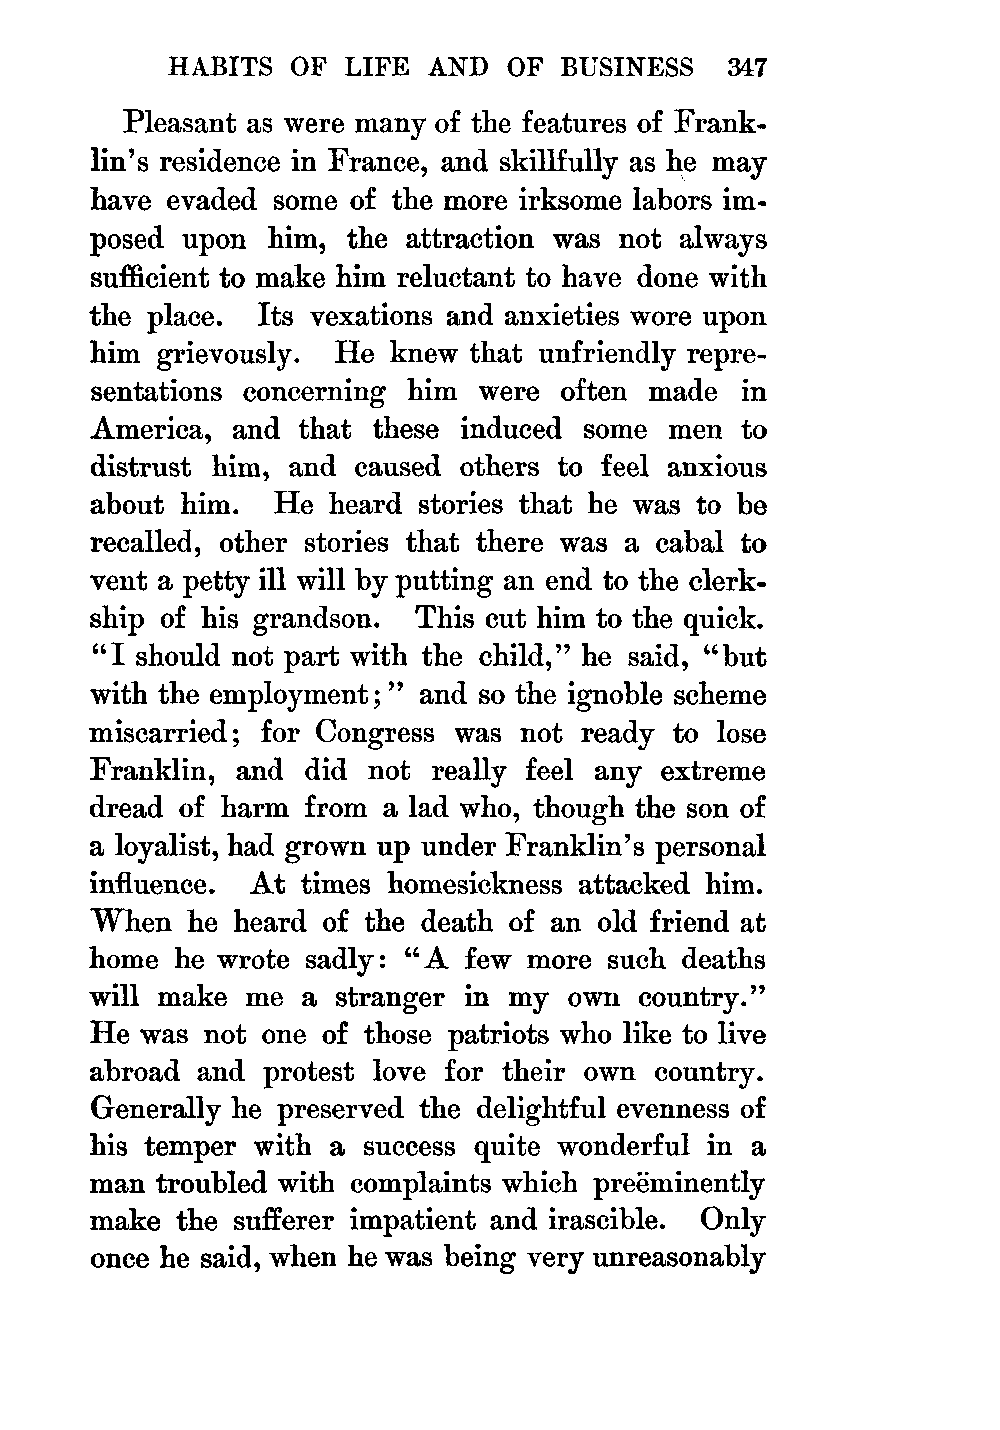 HABITS OF LIFE AND OF BUSINESS 347
Pleasant as were many of the features of Frank-
lin's residence in France, and skillfully as he may
have evaded some of the more irksome labors im-
posed upon him, the attraction was not always
sufficient to make him reluctant to have done with
the place. Its vexations and anxieties wore upon
him grievously. He knew that unfriendly repre-
sentations concerning him were often made in
America, and that these induced some men to
distrust him, and caused others to feel anxious
about him. He heard stories that he was to be
recalled, other stories that there was a cabal to
vent a petty ill will by putting an end to the clerk-
ship of his grandson. This cut him to the quick.
"I should not part with the child," he said, "but
with the employment;" and so the ignoble scheme
miscarried; for Congress was not ready to lose
Franklin, and did not really feel any extreme
dread of harm from a lad who, though the son of
a loyalist, had grown up under Franklin's personal
influence. At times homesickness attacked him.
When he heard of the death of an old friend at
home he wrote sadly: "A few more such deaths
will make me a stranger in my own country."
He was not one of those patriots who like to live
abroad and protest love for their own country.
Generally he preserved the delightful evenness of
his temper with a success quite wonderful in a
man troubled with complaints which preëminently
make the sufferer impatient and irascible. Only
once he said, when he was being very unreasonably